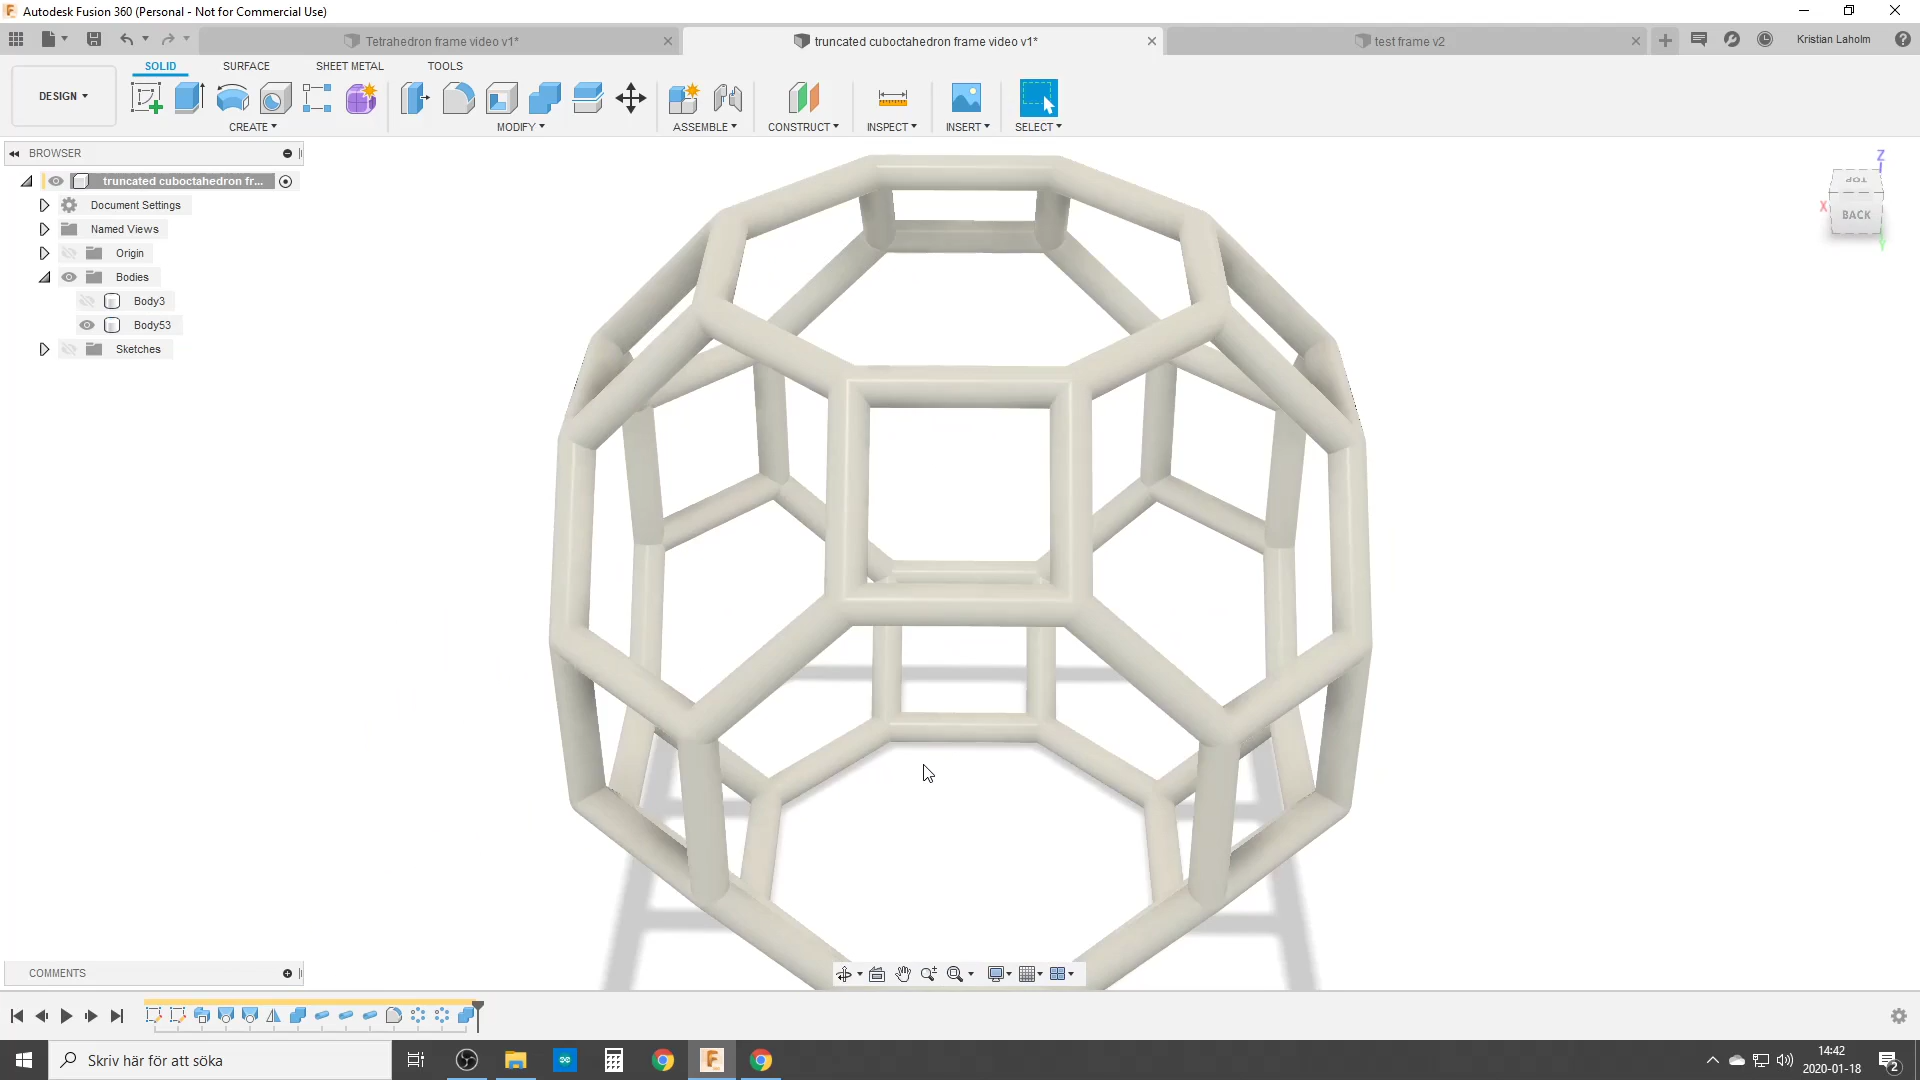 Autodesk Fusion 360 (Personal - Not for Commercial Use)
Tetrahedron frame video v1*
truncated cuboctahedron frame video v1*
test frame v2
Kristian Laholm
SOLID SURFACE SHEET METAL TOOLS
DESIGN
CREATE MODIFY ASSEMBLE CONSTRUCT INSPECT INSERT SELECT
BROWSER
truncated cuboctahedron fr...
Document Settings
Named Views
Origin
Bodies
Body3
Body53
Sketches
Z
TOP
X
BACK
Y
COMMENTS
Skriv här för att söka
14:42
2020-01-18
2